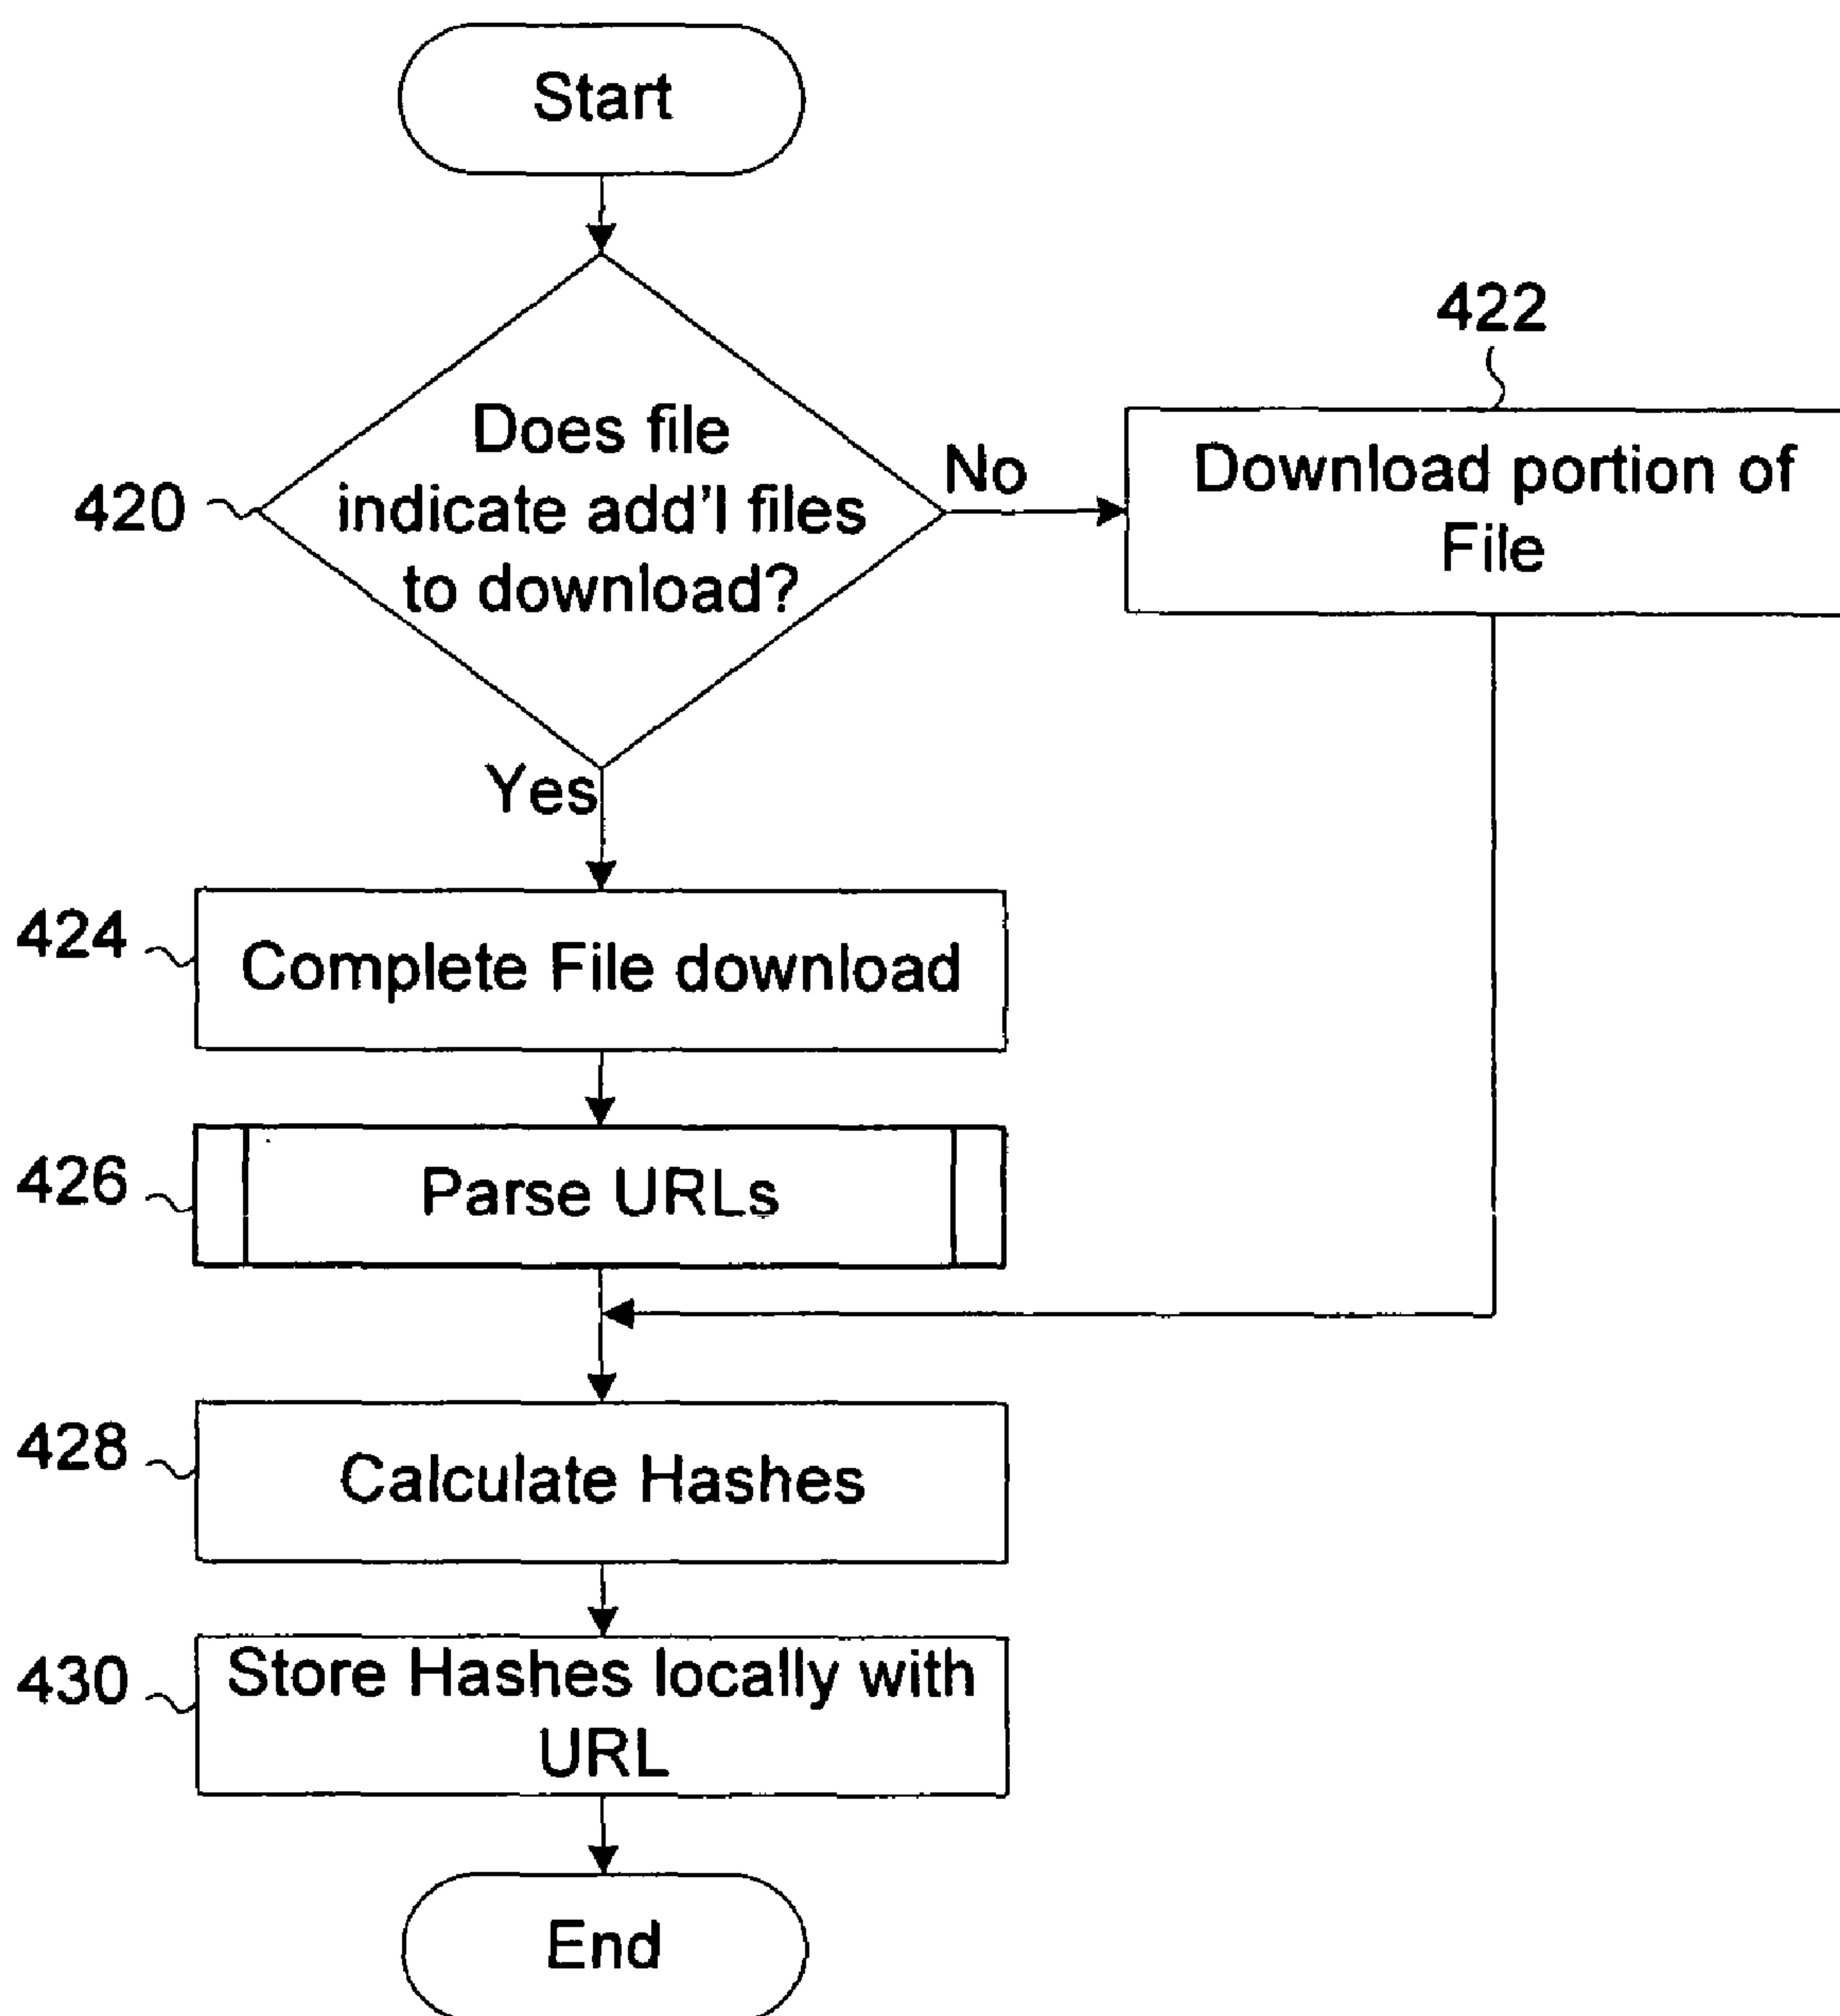 Start
Does file
indicate add'l files
to download?
420
No
422
Download portion of
File
Yes
424
Complete File download
426
Parse URLs
428
Calculate Hashes
430
Store Hashes locally with
URL
End